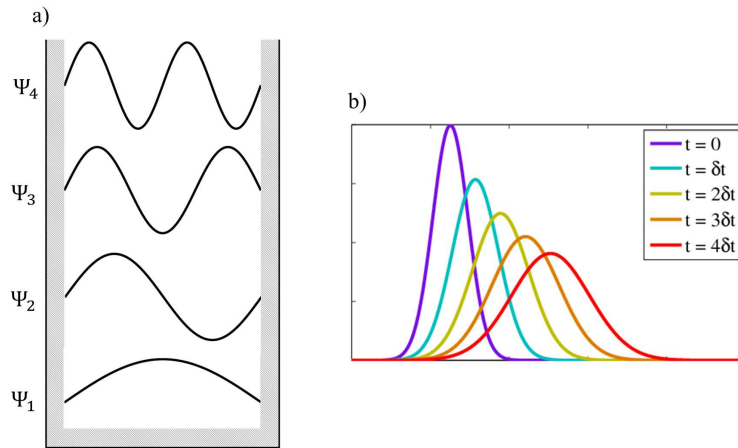 a)
Ψ4
Ψ3
Ψ2
Ψ1
b)
t = 0
t = δt
t = 2δt
t = 3δt
t = 4δt